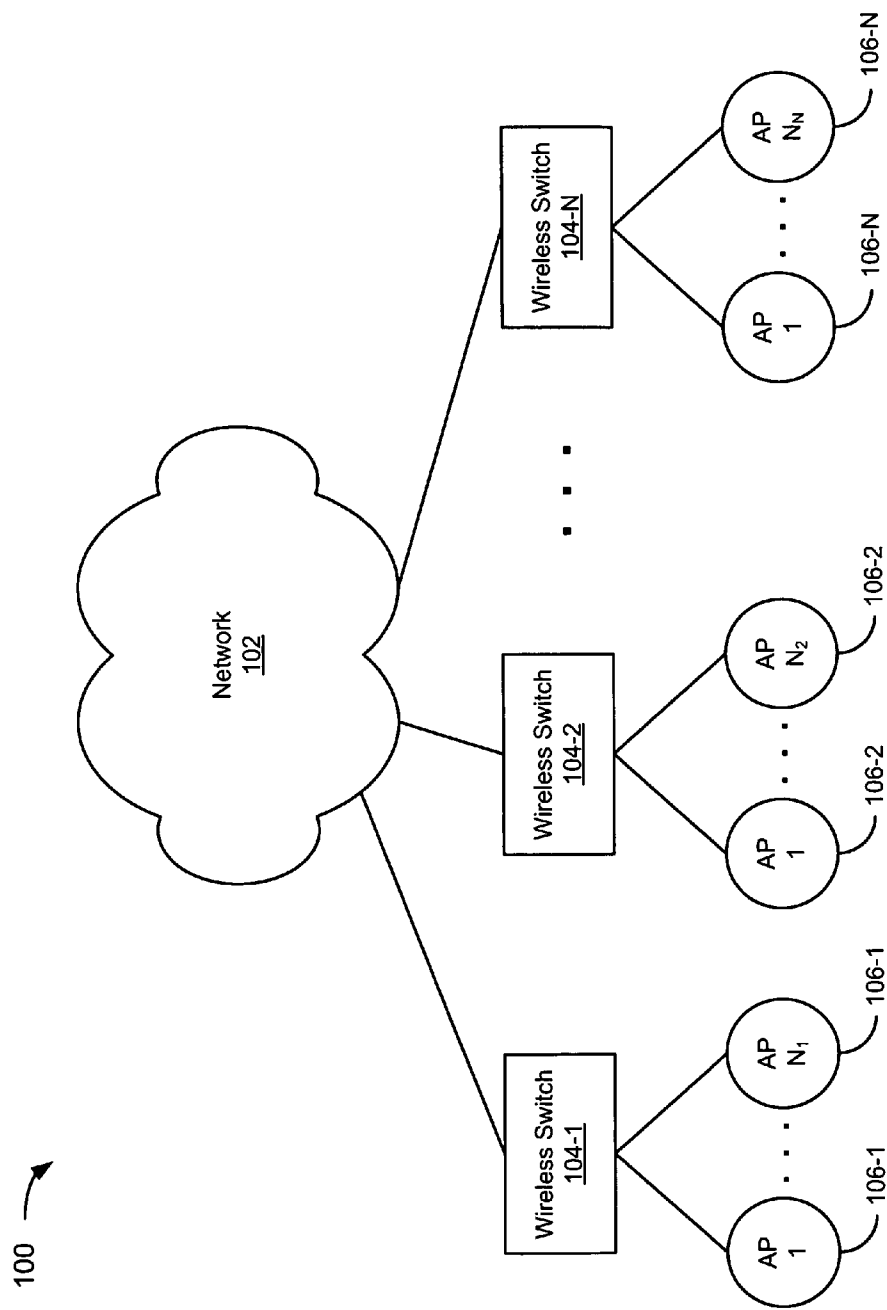 100
Network
102
Wireless Switch
104-1
Wireless Switch
104-2
Wireless Switch
104-N
. . .
AP
1
. . . .
AP
N₁
AP
1
. . . .
AP
N₂
AP
1
. . . .
AP
N_N
106-1
106-1
106-2
106-2
106-N
106-N